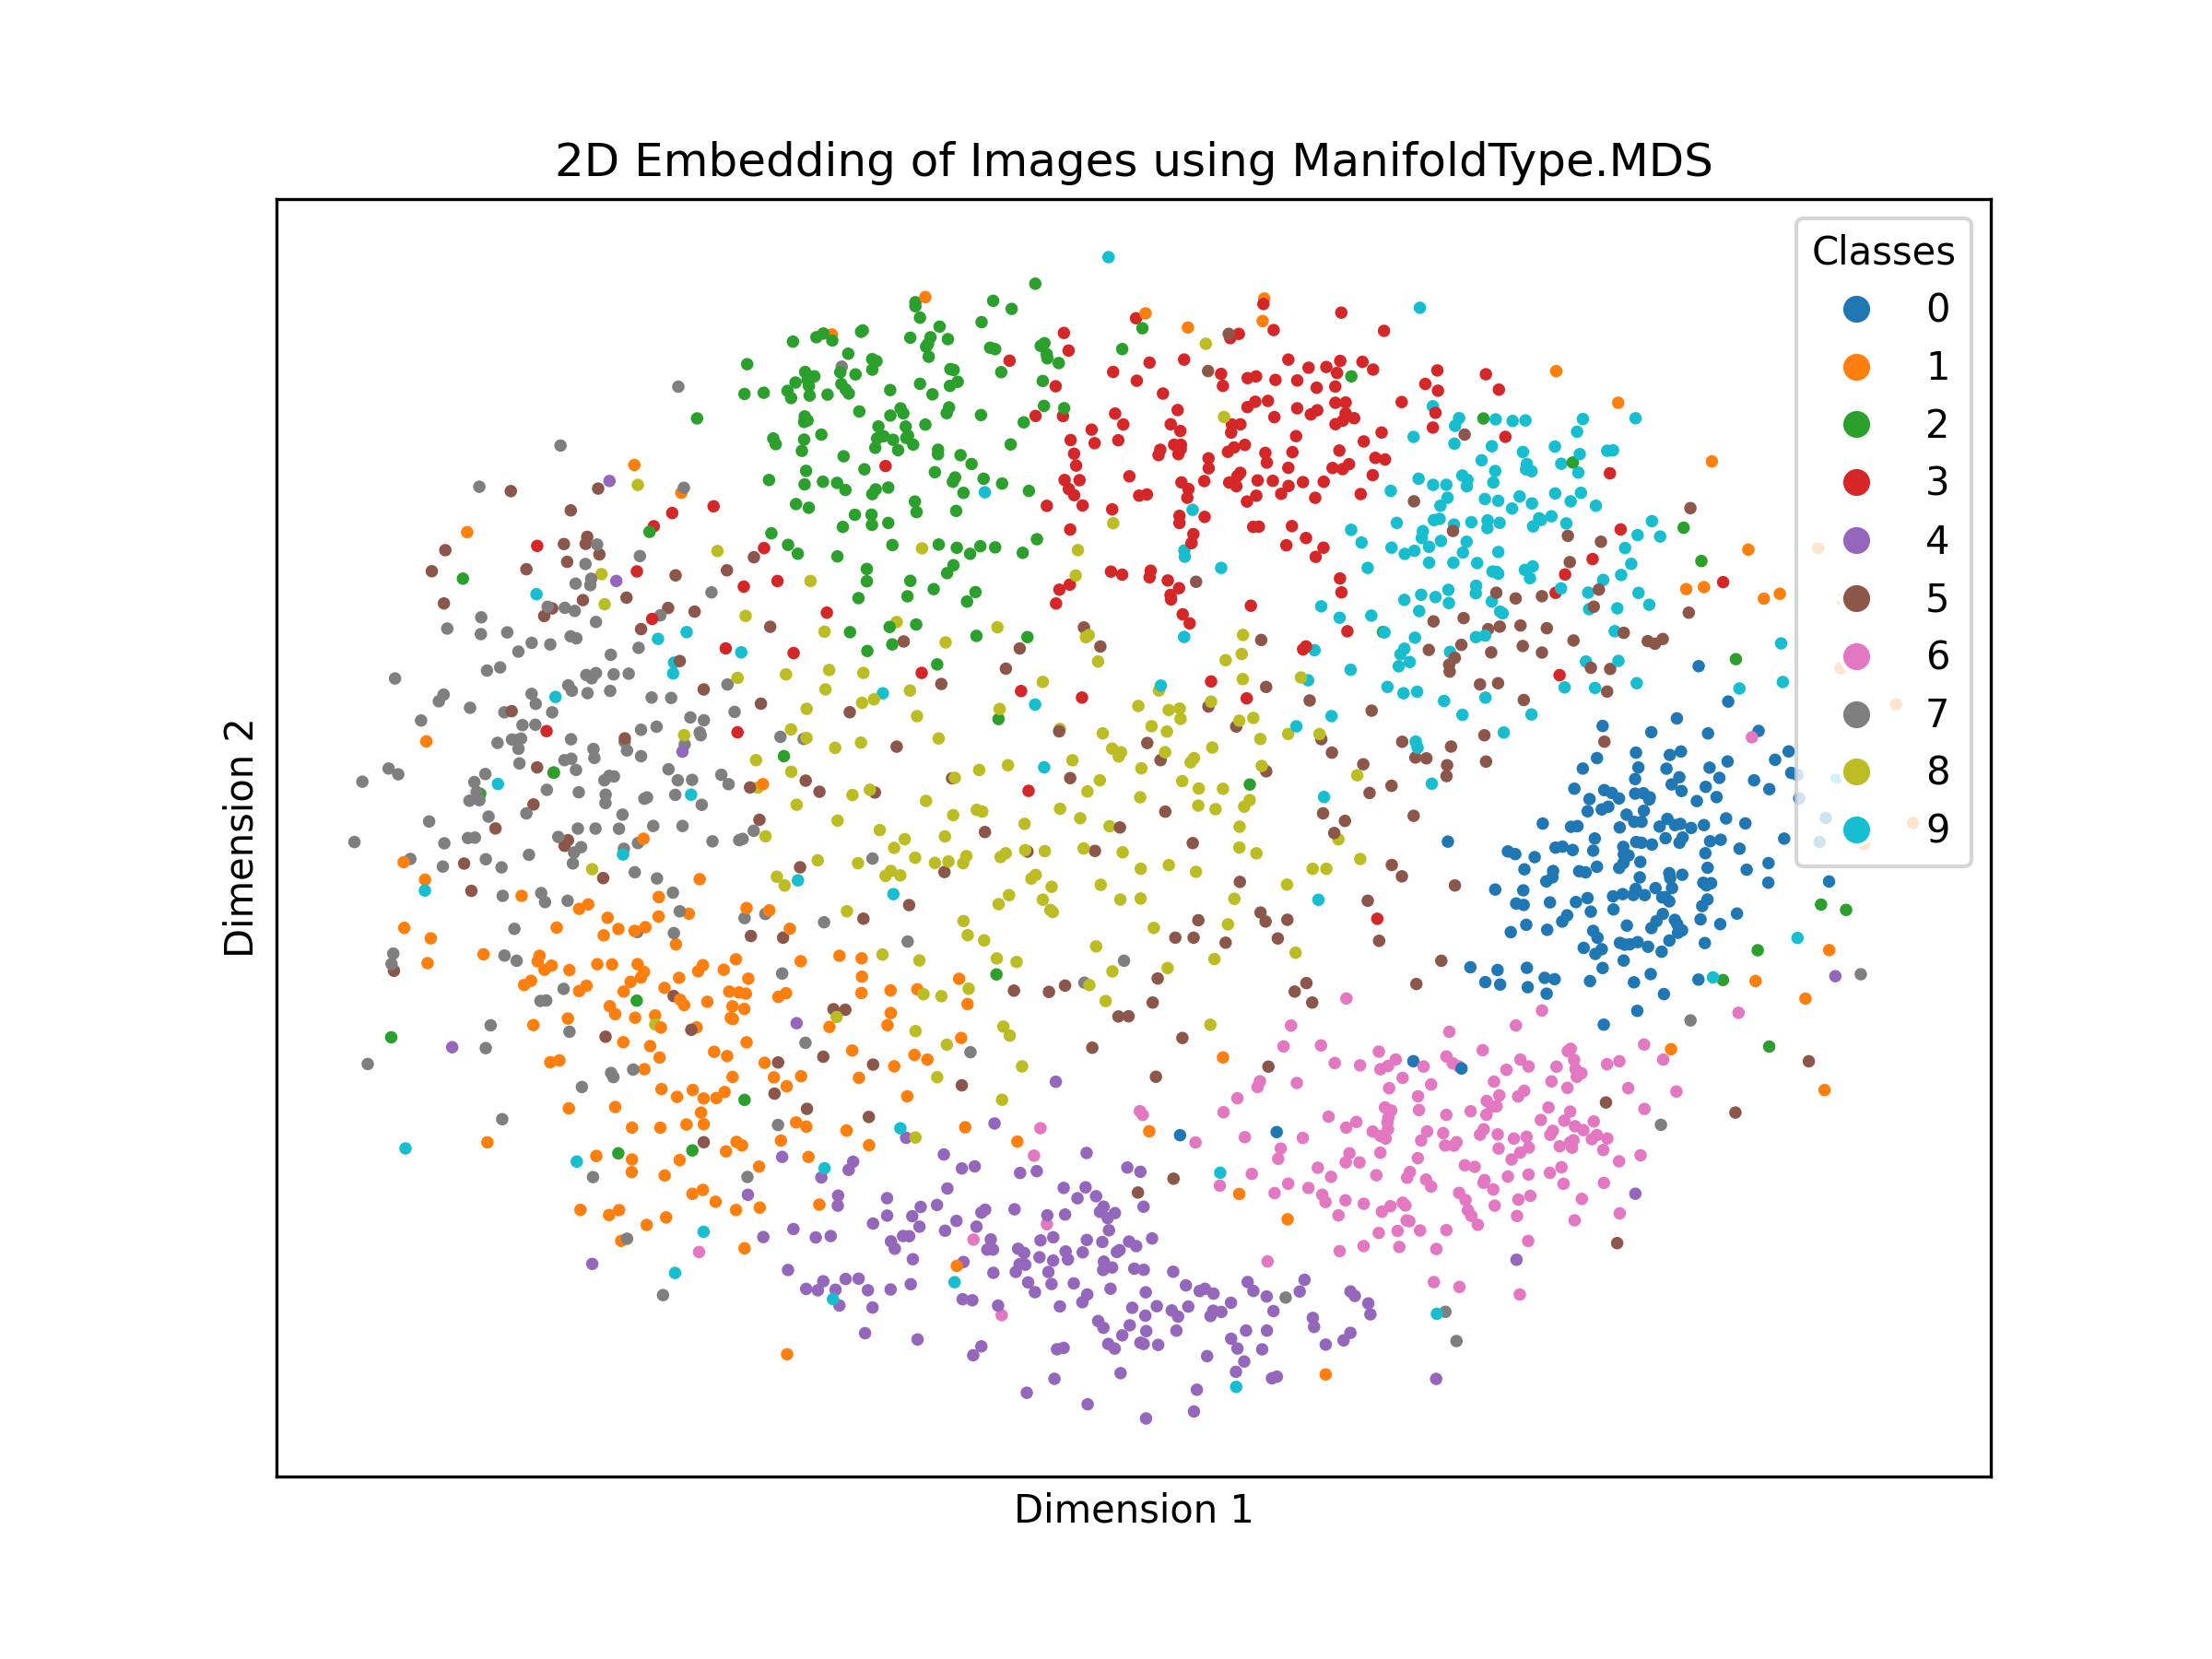 2D Embedding of Images using ManifoldType.MDS
Classes
0
1
2
3
4
5
6
7
8
9
Dimension 2
Dimension 1